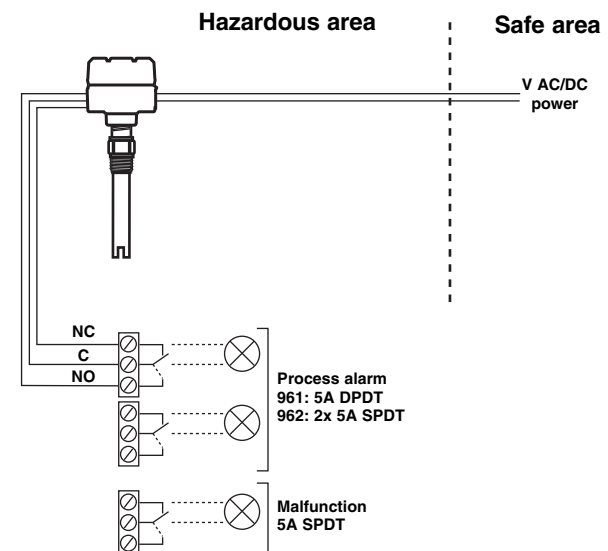 Hazardous area
Safe area
V AC/DC
power
NC
C
NO
Process alarm
961: 5A DPDT
962: 2x 5A SPDT
Malfunction
5A SPDT